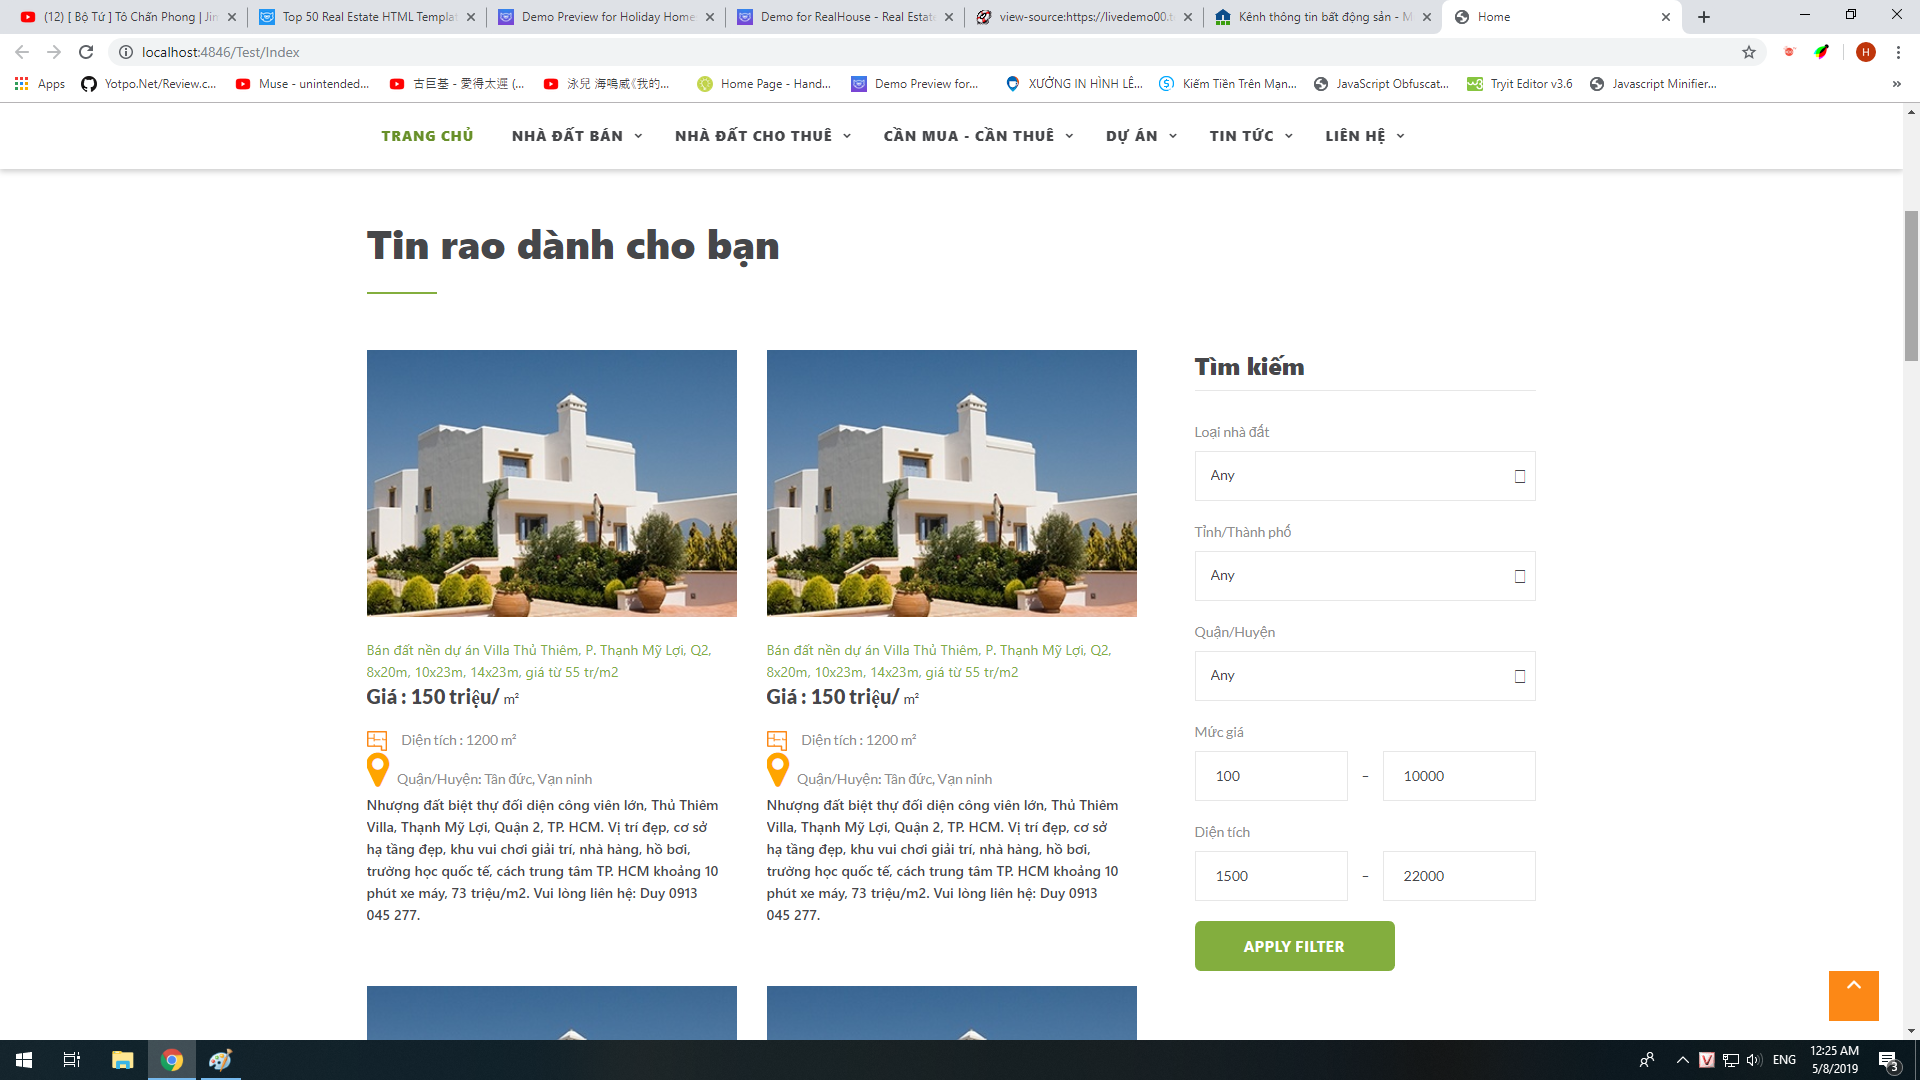 (12) [ Bộ Tứ ] Tô Chấn Phong | Jin
Top 50 Real Estate HTML Templat
Demo Preview for Holiday Home
Demo for RealHouse - Real Estate
view-source:https://livedemo00.t
Kênh thông tin bất động sản - M
Home
localhost:4846/Test/Index
H
Apps
Yotpo.Net/Review.c...
Muse - unintended...
古巨基 - 愛得太遲 (...
泳兒 海鳴威《我的...
Home Page - Hand...
Demo Preview for...
XƯỞNG IN HÌNH LÊ...
Kiếm Tiền Trên Mạn...
JavaScript Obfuscat...
Tryit Editor v3.6
Javascript Minifier...
»
TRANG CHỦ
NHÀ ĐẤT BÁN
NHÀ ĐẤT CHO THUÊ
CẦN MUA - CẦN THUÊ
DỰ ÁN
TIN TỨC
LIÊN HỆ
Tin rao dành cho bạn
Bán đất nền dự án Villa Thủ Thiêm, P. Thạnh Mỹ Lợi, Q2,
8x20m, 10x23m, 14x23m, giá từ 55 tr/m2
Giá : 150 triệu/ m²
Diện tích : 1200 m²
Quận/Huyện: Tân đức, Vạn ninh
Nhượng đất biệt thự đối diện công viên lớn, Thủ Thiêm
Villa, Thạnh Mỹ Lợi, Quận 2, TP. HCM. Vị trí đẹp, cơ sở
hạ tầng đẹp, khu vui chơi giải trí, nhà hàng, hồ bơi,
trường học quốc tế, cách trung tâm TP. HCM khoảng 10
phút xe máy, 73 triệu/m2. Vui lòng liên hệ: Duy 0913
045 277.
Bán đất nền dự án Villa Thủ Thiêm, P. Thạnh Mỹ Lợi, Q2,
8x20m, 10x23m, 14x23m, giá từ 55 tr/m2
Giá : 150 triệu/ m²
Diện tích : 1200 m²
Quận/Huyện: Tân đức, Vạn ninh
Nhượng đất biệt thự đối diện công viên lớn, Thủ Thiêm
Villa, Thạnh Mỹ Lợi, Quận 2, TP. HCM. Vị trí đẹp, cơ sở
hạ tầng đẹp, khu vui chơi giải trí, nhà hàng, hồ bơi,
trường học quốc tế, cách trung tâm TP. HCM khoảng 10
phút xe máy, 73 triệu/m2. Vui lòng liên hệ: Duy 0913
045 277.
Tìm kiếm
Loại nhà đất
Any
Tỉnh/Thành phố
Any
Quận/Huyện
Any
Mức giá
100 – 10000
Diện tích
1500 – 22000
APPLY FILTER
V
ENG
12:25 AM
5/8/2019
3